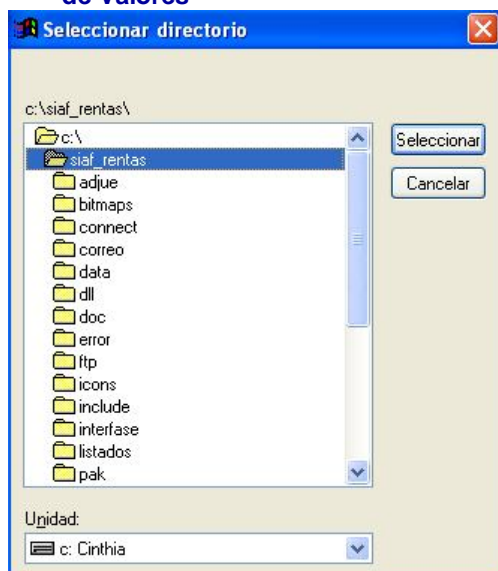 de valores
Seleccionar directorio
c:\siaf_rentas\
c:\
siaf_rentas
adjue
bitmaps
connect
correo
data
dll
doc
error
ftp
icons
include
interfase
listados
pak
Seleccionar
Cancelar
Unidad:
c: Cinthia